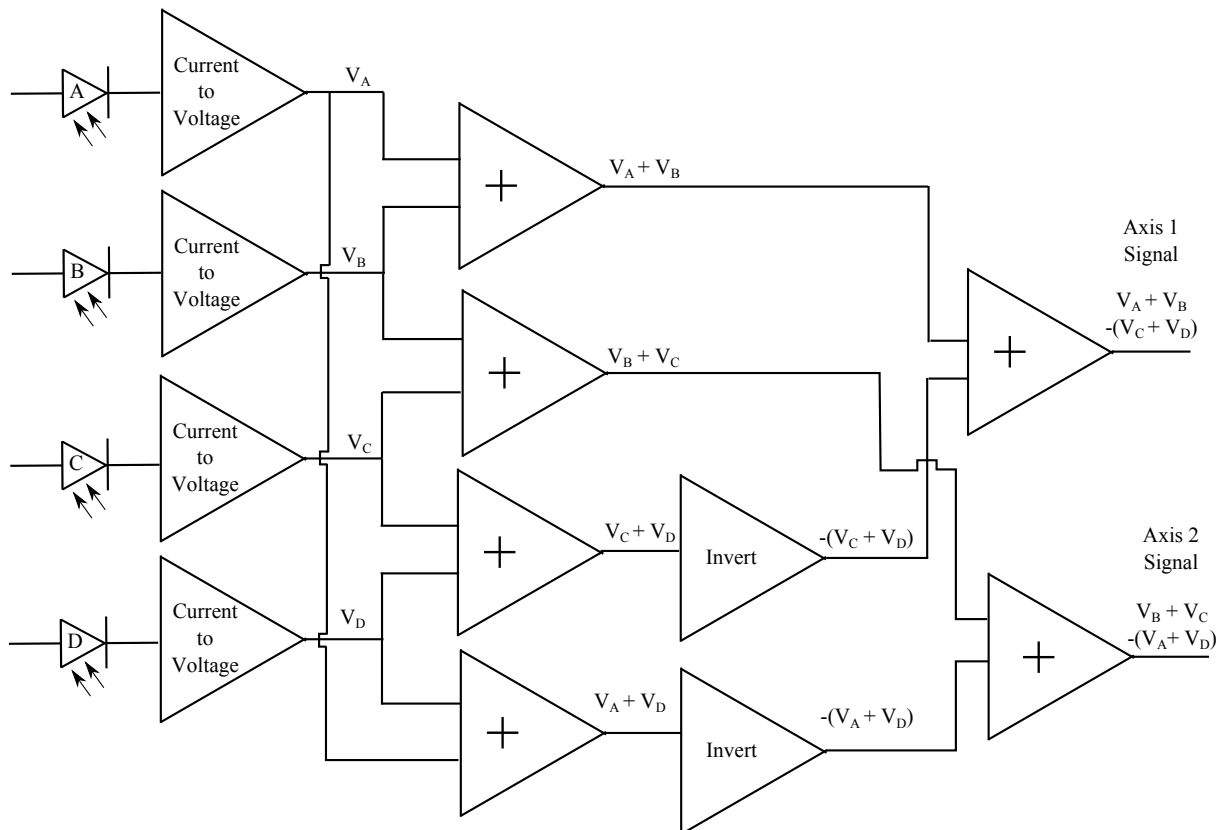 A
Current
to
Voltage
V_A
+
V_A + V_B
B
Current
to
Voltage
V_B
+
V_B + V_C
Axis 1
Signal
V_A + V_B
-(V_C + V_D)
+
C
Current
to
Voltage
V_C
+
V_C + V_D
Invert
-(V_C + V_D)
D
Current
to
Voltage
V_D
+
V_A + V_D
Invert
-(V_A + V_D)
Axis 2
Signal
V_B + V_C
-(V_A + V_D)
+